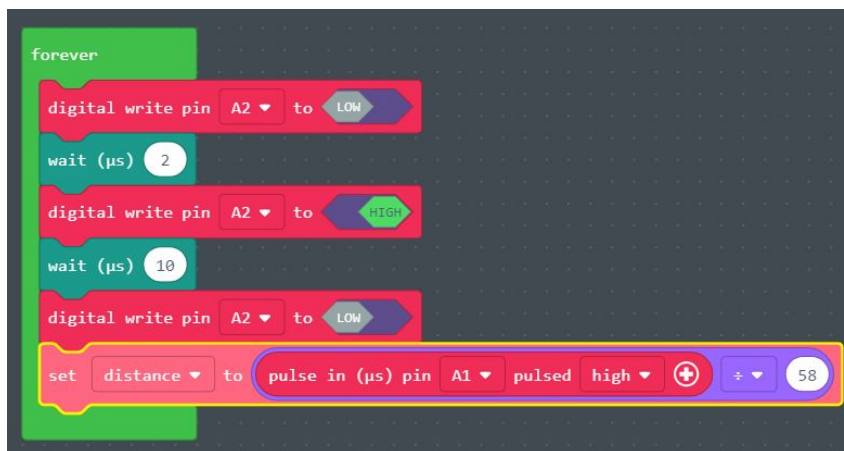 forever
digital write pin A2 to LOW
wait (µs) 2
digital write pin A2 to HIGH
wait (µs) 10
digital write pin A2 to LOW
set distance to pulse in (µs) pin A1 pulsed high ÷ 58